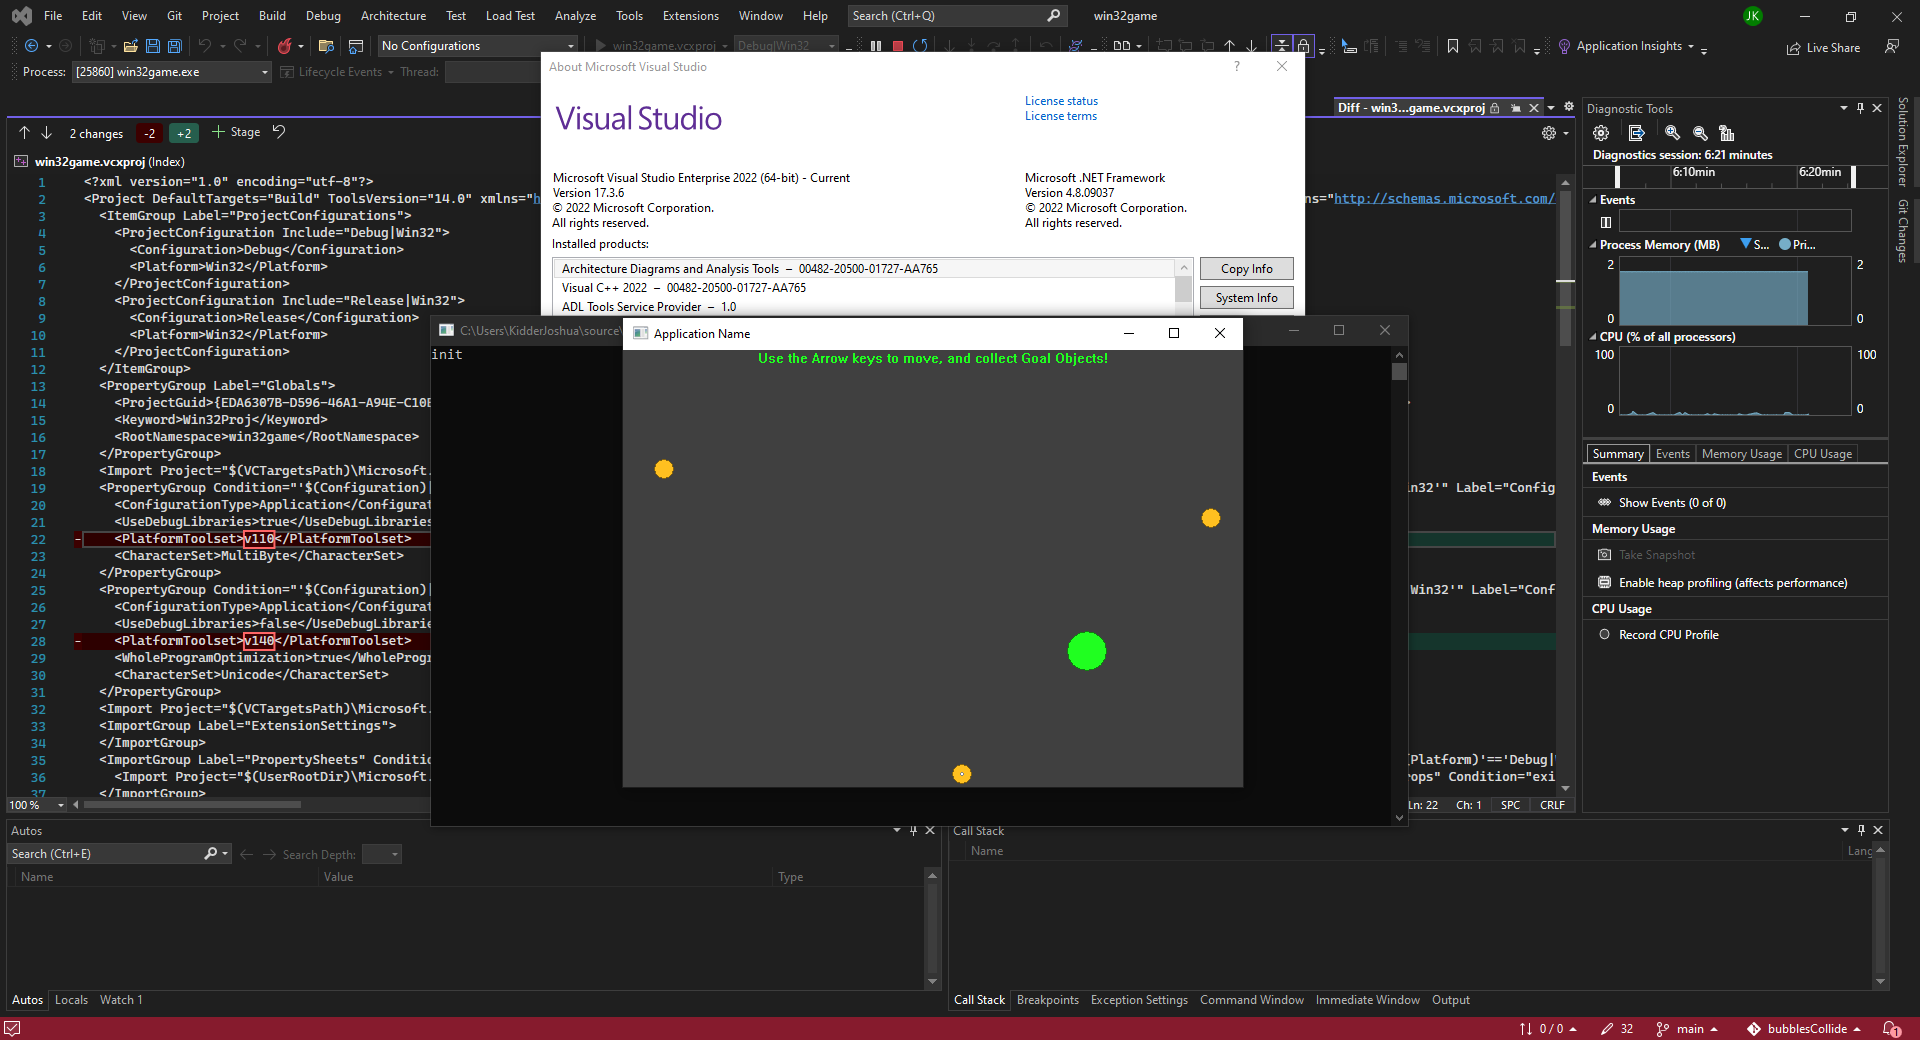 File Edit View Git Project Build Debug Architecture Test Load Test Analyze Tools Extensions Window Help Search (Ctrl+Q) win32game JK
No Configurations win32game.vcxproj Debug|Win32 Application Insights Live Share
Process: [25860] win32game.exe Lifecycle Events Thread:
About Microsoft Visual Studio ?
Visual Studio
License status
License terms
Microsoft Visual Studio Enterprise 2022 (64-bit) - Current
Version 17.3.6
© 2022 Microsoft Corporation.
All rights reserved.
Microsoft .NET Framework
Version 4.8.09037
© 2022 Microsoft Corporation.
All rights reserved.
Installed products:
Architecture Diagrams and Analysis Tools – 00482-20500-01727-AA765
Visual C++ 2022 – 00482-20500-01727-AA765
ADL Tools Service Provider – 1.0
Copy Info
System Info
Diff - win3...game.vcxproj
2 changes -2 +2 Stage
win32game.vcxproj (Index)
1 <?xml version="1.0" encoding="utf-8"?>
2 <Project DefaultTargets="Build" ToolsVersion="14.0" xmlns="h
ns="http://schemas.microsoft.com/
3 <ItemGroup Label="ProjectConfigurations">
4 <ProjectConfiguration Include="Debug|Win32">
5 <Configuration>Debug</Configuration>
6 <Platform>Win32</Platform>
7 </ProjectConfiguration>
8 <ProjectConfiguration Include="Release|Win32">
9 <Configuration>Release</Configuration>
10 <Platform>Win32</Platform>
11 </ProjectConfiguration>
12 </ItemGroup>
13 <PropertyGroup Label="Globals">
14 <ProjectGuid>{EDA6307B-D596-46A1-A94E-C10E
15 <Keyword>Win32Proj</Keyword>
16 <RootNamespace>win32game</RootNamespace>
17 </PropertyGroup>
18 <Import Project="$(VCTargetsPath)\Microsoft.
19 <PropertyGroup Condition="'$(Configuration)|
in32'" Label="Config
20 <ConfigurationType>Application</Configurat
21 <UseDebugLibraries>true</UseDebugLibraries
22 - <PlatformToolset>v110</PlatformToolset>
23 <CharacterSet>MultiByte</CharacterSet>
24 </PropertyGroup>
25 <PropertyGroup Condition="'$(Configuration)|
Win32'" Label="Conf
26 <ConfigurationType>Application</Configurat
27 <UseDebugLibraries>false</UseDebugLibrarie
28 - <PlatformToolset>v140</PlatformToolset>
29 <WholeProgramOptimization>true</WholeProgr
30 <CharacterSet>Unicode</CharacterSet>
31 </PropertyGroup>
32 <Import Project="$(VCTargetsPath)\Microsoft.
33 <ImportGroup Label="ExtensionSettings">
34 </ImportGroup>
35 <ImportGroup Label="PropertySheets" Conditio
(Platform)'=='Debug|
36 <Import Project="$(UserRootDir)\Microsoft.
rops" Condition="exi
37 </ImportGroup>
100 % Ln: 22 Ch: 1 SPC CRLF
C:\Users\KidderJoshua\source\
init
Application Name
Use the Arrow keys to move, and collect Goal Objects!
Diagnostic Tools
Diagnostics session: 6:21 minutes
6:10min 6:20min
Events
Process Memory (MB) S... Pri...
2 2
0 0
CPU (% of all processors)
100 100
0 0
Summary Events Memory Usage CPU Usage
Events
Show Events (0 of 0)
Memory Usage
Take Snapshot
Enable heap profiling (affects performance)
CPU Usage
Record CPU Profile
Solution Explorer
Git Changes
Autos
Search (Ctrl+E) Search Depth:
Name Value Type
Autos Locals Watch 1
Call Stack
Name Lang
Call Stack Breakpoints Exception Settings Command Window Immediate Window Output
0 / 0 32 main bubblesCollide 1